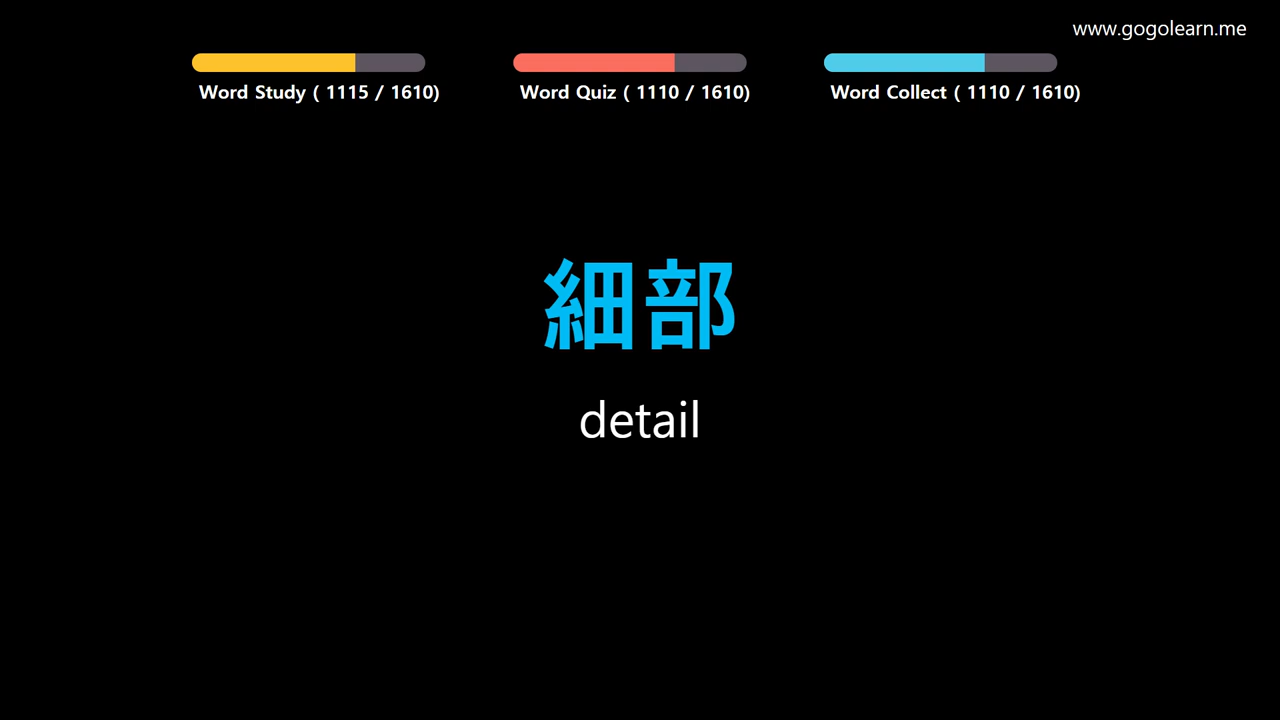 www.gogolearn.me
Word Study ( 1115 / 1610)
Word Quiz ( 1110 / 1610)
Word Collect ( 1110 / 1610)
細部
detail